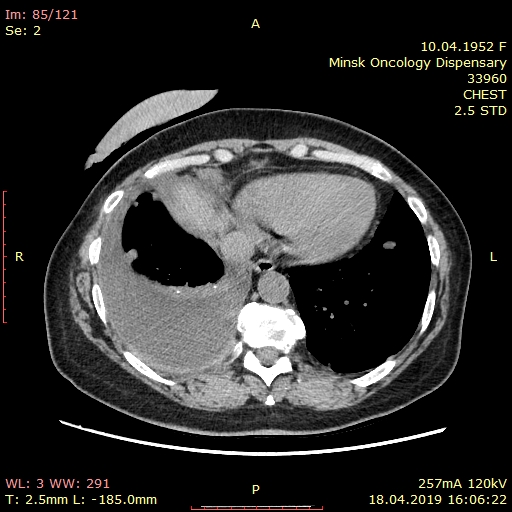 Im: 85/121
Se: 2
A
10.04.1952 F
Minsk Oncology Dispensary
33960
CHEST
2.5 STD
R
L
WL: 3 WW: 291
T: 2.5mm L: -185.0mm
P
257mA 120kV
18.04.2019 16:06:22